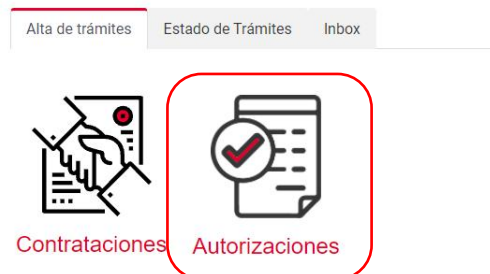 Alta de trámites Estado de Trámites Inbox
Contrataciones Autorizaciones